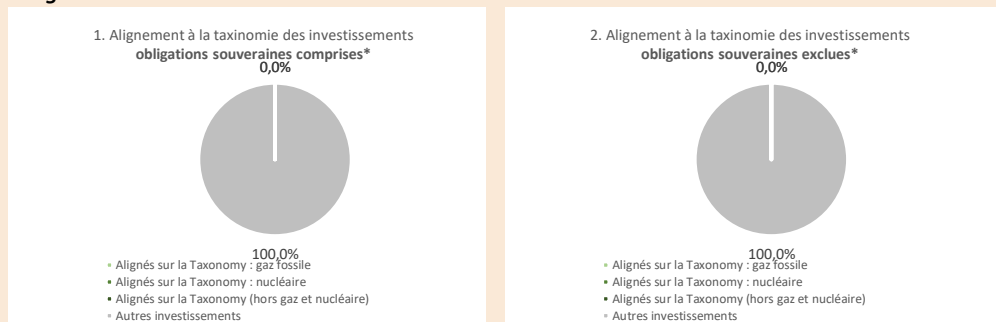 1. Alignement à la taxinomie des investissements
obligations souveraines comprises*
0,0%
100,0%
Alignés sur la Taxonomy : gaz fossile
Alignés sur la Taxonomy : nucléaire
Alignés sur la Taxonomy (hors gaz et nucléaire)
Autres investissements
2. Alignement à la taxinomie des investissements
obligations souveraines exclues*
0,0%
100,0%
Alignés sur la Taxonomy : gaz fossile
Alignés sur la Taxonomy : nucléaire
Alignés sur la Taxonomy (hors gaz et nucléaire)
Autres investissements